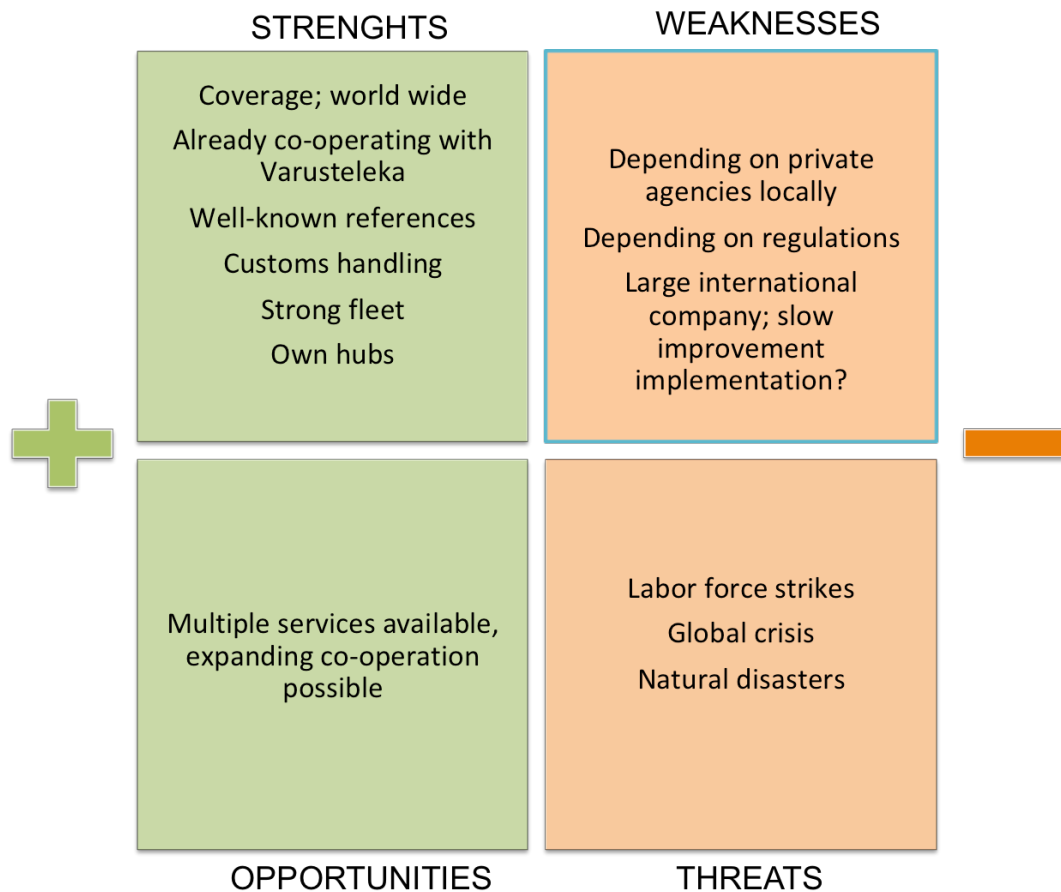 STRENGHTS
Coverage; world wide
Already co-operating with
Varusteleka
Well-known references
Customs handling
Strong fleet
Own hubs
WEAKNESSES
Depending on private
agencies locally
Depending on regulations
Large international
company; slow
improvement
implementation?
Multiple services available,
expanding co-operation
possible
OPPORTUNITIES
Labor force strikes
Global crisis
Natural disasters
THREATS